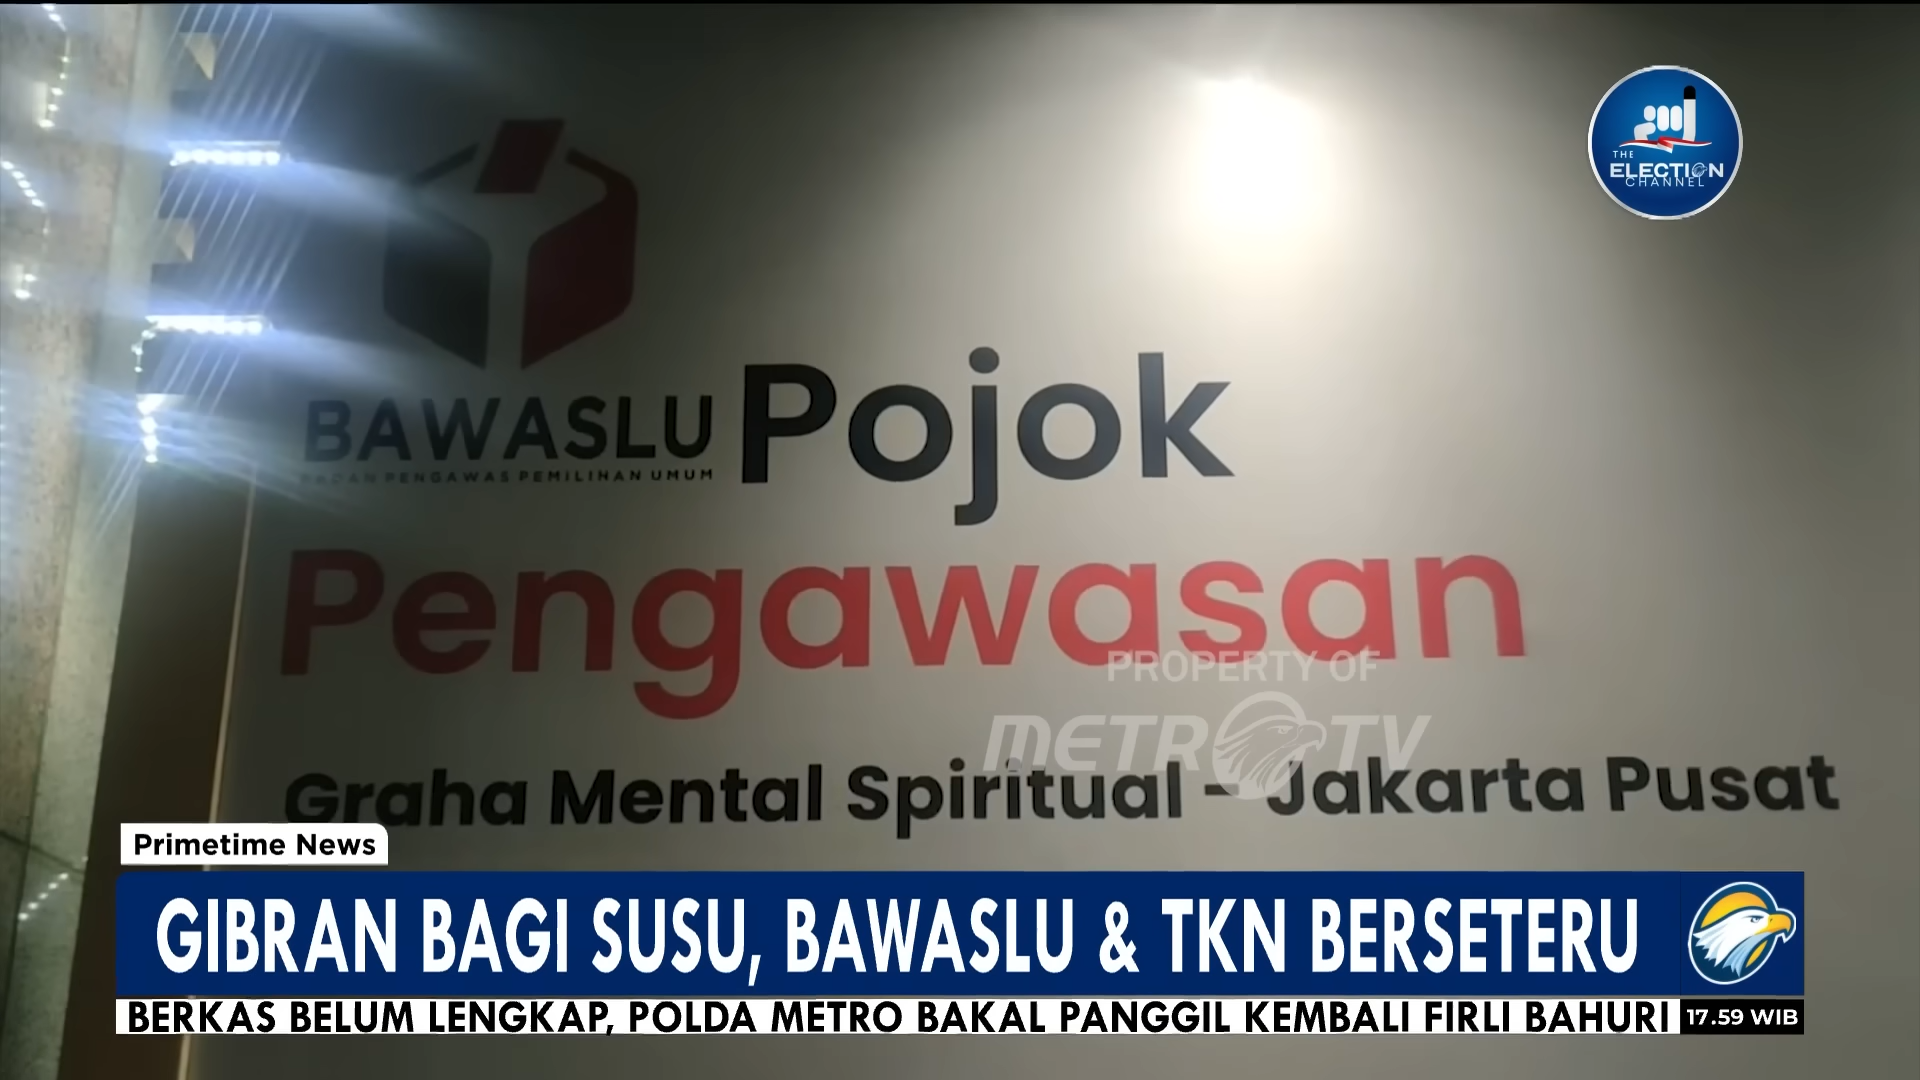 THE
ELECTION
CHANNEL
BAWASLU Pojok
BADAN PENGAWAS PEMILIHAN UMUM
Pengawasan
PROPERTY OF
METRO TV
Graha Mental Spiritual - Jakarta Pusat
Primetime News
GIBRAN BAGI SUSU, BAWASLU & TKN BERSETERU
BERKAS BELUM LENGKAP, POLDA METRO BAKAL PANGGIL KEMBALI FIRLI BAHURI
17.59 WIB